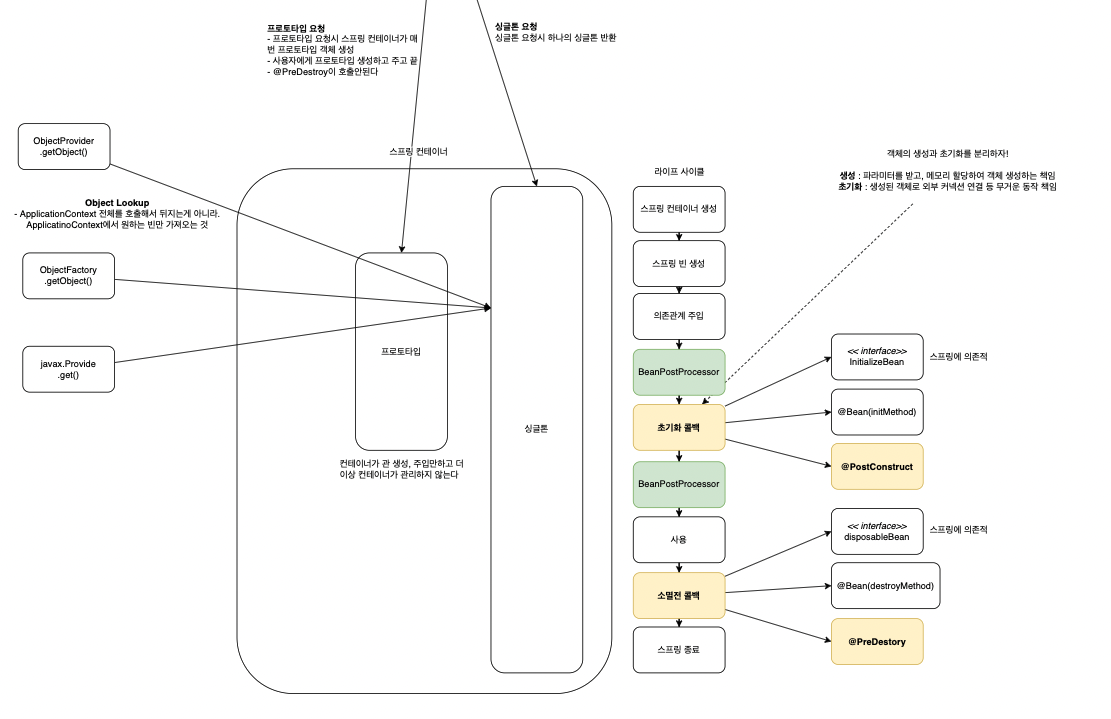 프로토타입 요청
- 프로토타입 요청시 스프링 컨테이너가 매
번 프로토타입 객체 생성
- 사용자에게 프로토타입 생성하고 주고 끝
- @PreDestroy이 호출안된다
싱글톤 요청
싱글톤 요청시 하나의 싱글톤 반환
ObjectProvider
.getObject()
스프링 컨테이너
Object Lookup
- ApplicationContext 전체를 호출해서 뒤지는게 아니라.
ApplicatinoContext에서 원하는 빈만 가져오는 것
ObjectFactory
.getObject()
javax.Provide
.get()
프로토타입
컨테이너가 관 생성, 주입만하고 더
이상 컨테이너가 관리하지 않는다
싱글톤
라이프 사이클
스프링 컨테이너 생성
스프링 빈 생성
의존관계 주입
BeanPostProcessor
초기화 콜백
BeanPostProcessor
사용
소멸전 콜백
스프링 종료
객체의 생성과 초기화를 분리하자!
생성 : 파라미터를 받고, 메모리 할당하여 객체 생성하는 책임
초기화 : 생성된 객체로 외부 커넥션 연결 등 무거운 동작 책임
<< interface>>
InitializeBean
스프링에 의존적
@Bean(initMethod)
@PostConstruct
<< interface>>
disposableBean
스프링에 의존적
@Bean(destroyMethod)
@PreDestory